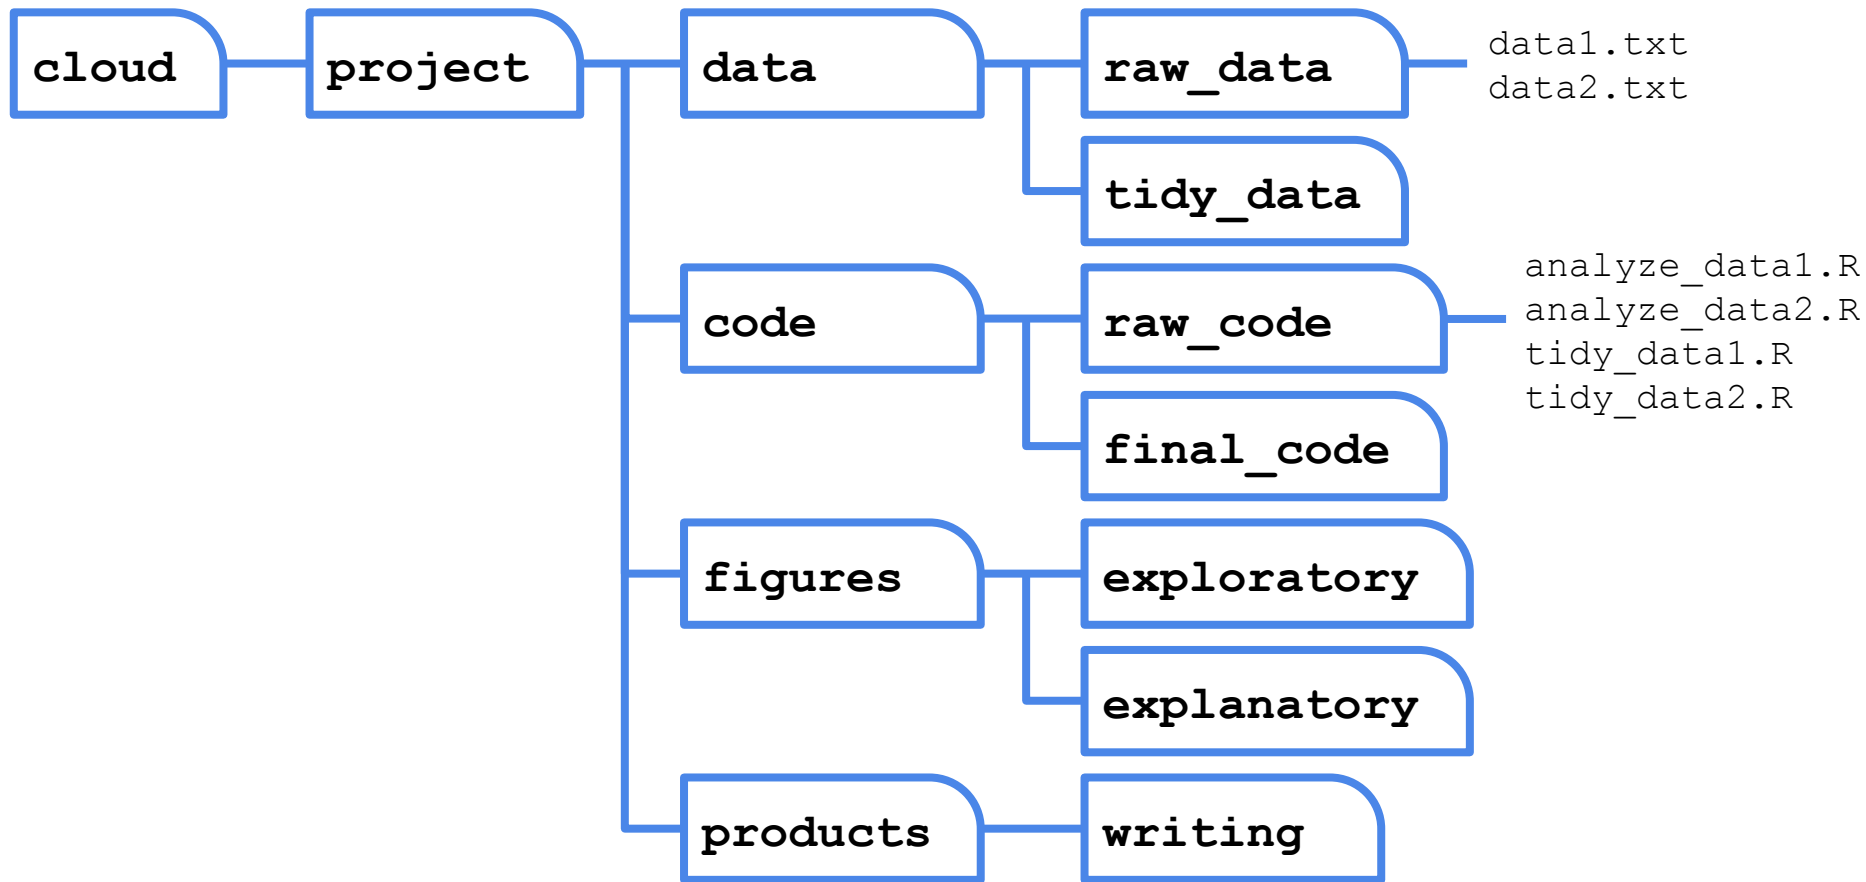 cloud
project
data
raw_data
data1.txt
data2.txt
tidy_data
code
raw_code
analyze_data1.R
analyze_data2.R
tidy_data1.R
tidy_data2.R
final_code
figures
exploratory
explanatory
products
writing